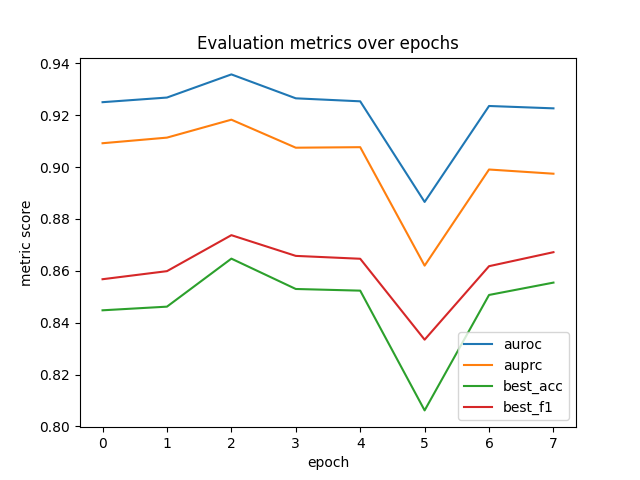 Evaluation metrics over epochs
metric score
0.94
0.92
0.90
0.88
0.86
0.84
0.82
0.80
0 1 2 3 4 5 6 7
epoch
auroc
auprc
best_acc
best_f1